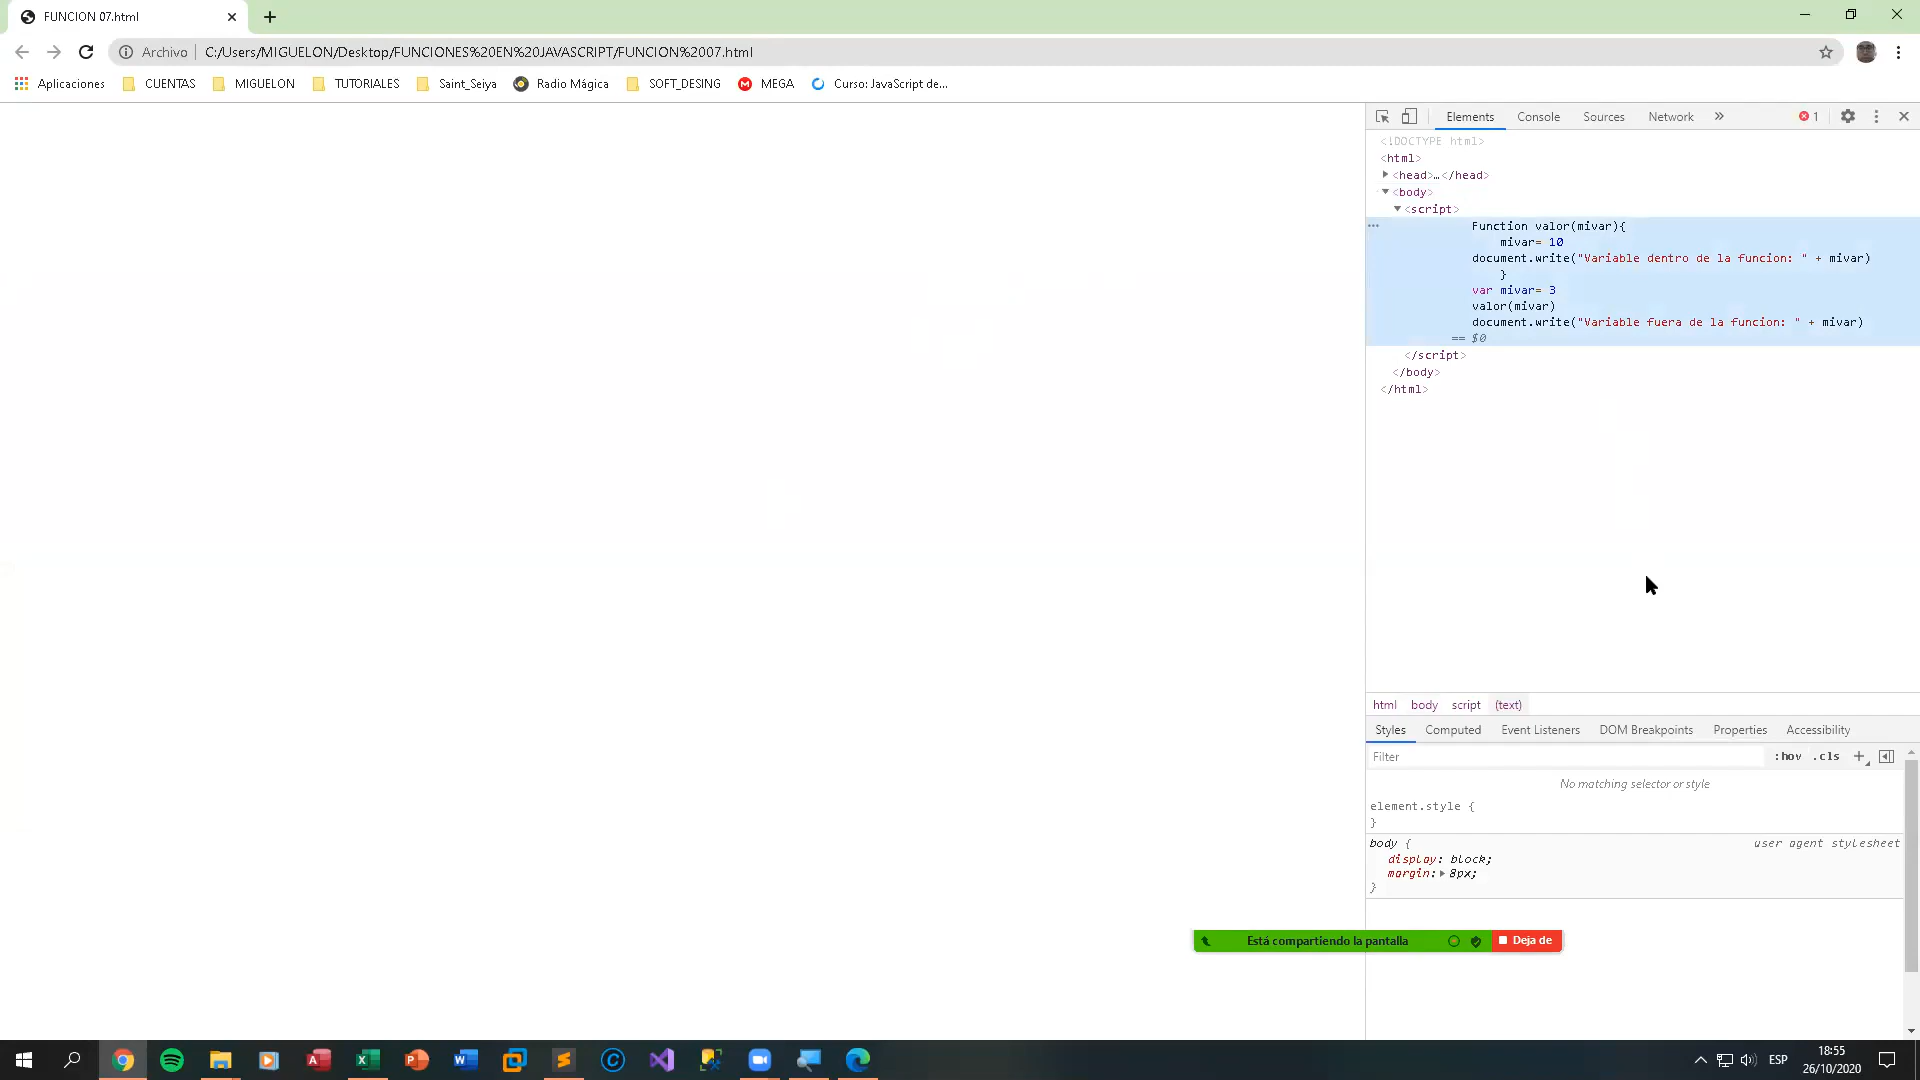 FUNCION 07.html
Archivo
C:/Users/MIGUELON/Desktop/FUNCIONES%20EN%20JAVASCRIPT/FUNCION%2007.html
Aplicaciones CUENTAS MIGUELON TUTORIALES Saint_Seiya Radio Mágica SOFT_DESING MEGA Curso: JavaScript de...
Elements Console Sources Network » 1
<!DOCTYPE html>
<html>
<head>…</head>
<body>
<script>
Function valor(mivar){
mivar= 10
document.write("Variable dentro de la funcion: " + mivar)
}
var mivar= 3
valor(mivar)
document.write("Variable fuera de la funcion: " + mivar)
== $0
</script>
</body>
</html>
html body script (text)
Styles Computed Event Listeners DOM Breakpoints Properties Accessibility
Filter :hov .cls +
No matching selector or style
element.style {
}
body { user agent stylesheet
display: block;
margin: 8px;
}
Está compartiendo la pantalla Deja de
ESP
18:55
26/10/2020